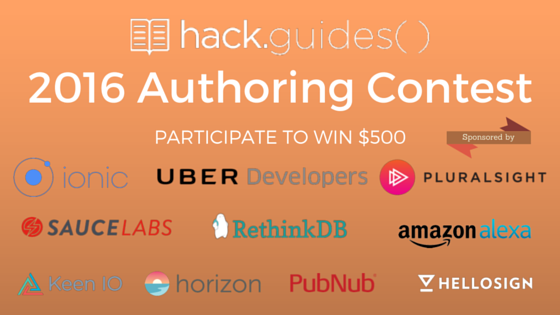 hack.guides( )
2016 Authoring Contest
PARTICIPATE TO WIN $500
Sponsored by
ionic
UBER Developers
PLURALSIGHT
SAUCELABS
RethinkDB
amazon alexa
Keen IO
horizon
PubNub
HELLOSIGN